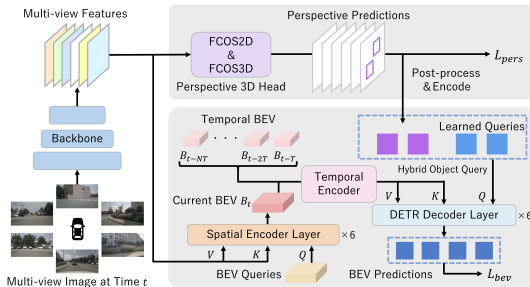 Multi-view Features
Perspective Predictions
FCOS2D
&
FCOS3D
Perspective 3D Head
L_pers
Post-process
& Encode
Backbone
Temporal BEV
. . .
B_{t-NT} B_{t-2T} B_{t-T}
Learned Queries
Temporal
Encoder
Hybrid Object Query
Current BEV B_t
V K Q
Spatial Encoder Layer ×6
DETR Decoder Layer ×6
V K Q
BEV Queries
BEV Predictions
L_bev
Multi-view Image at Time t